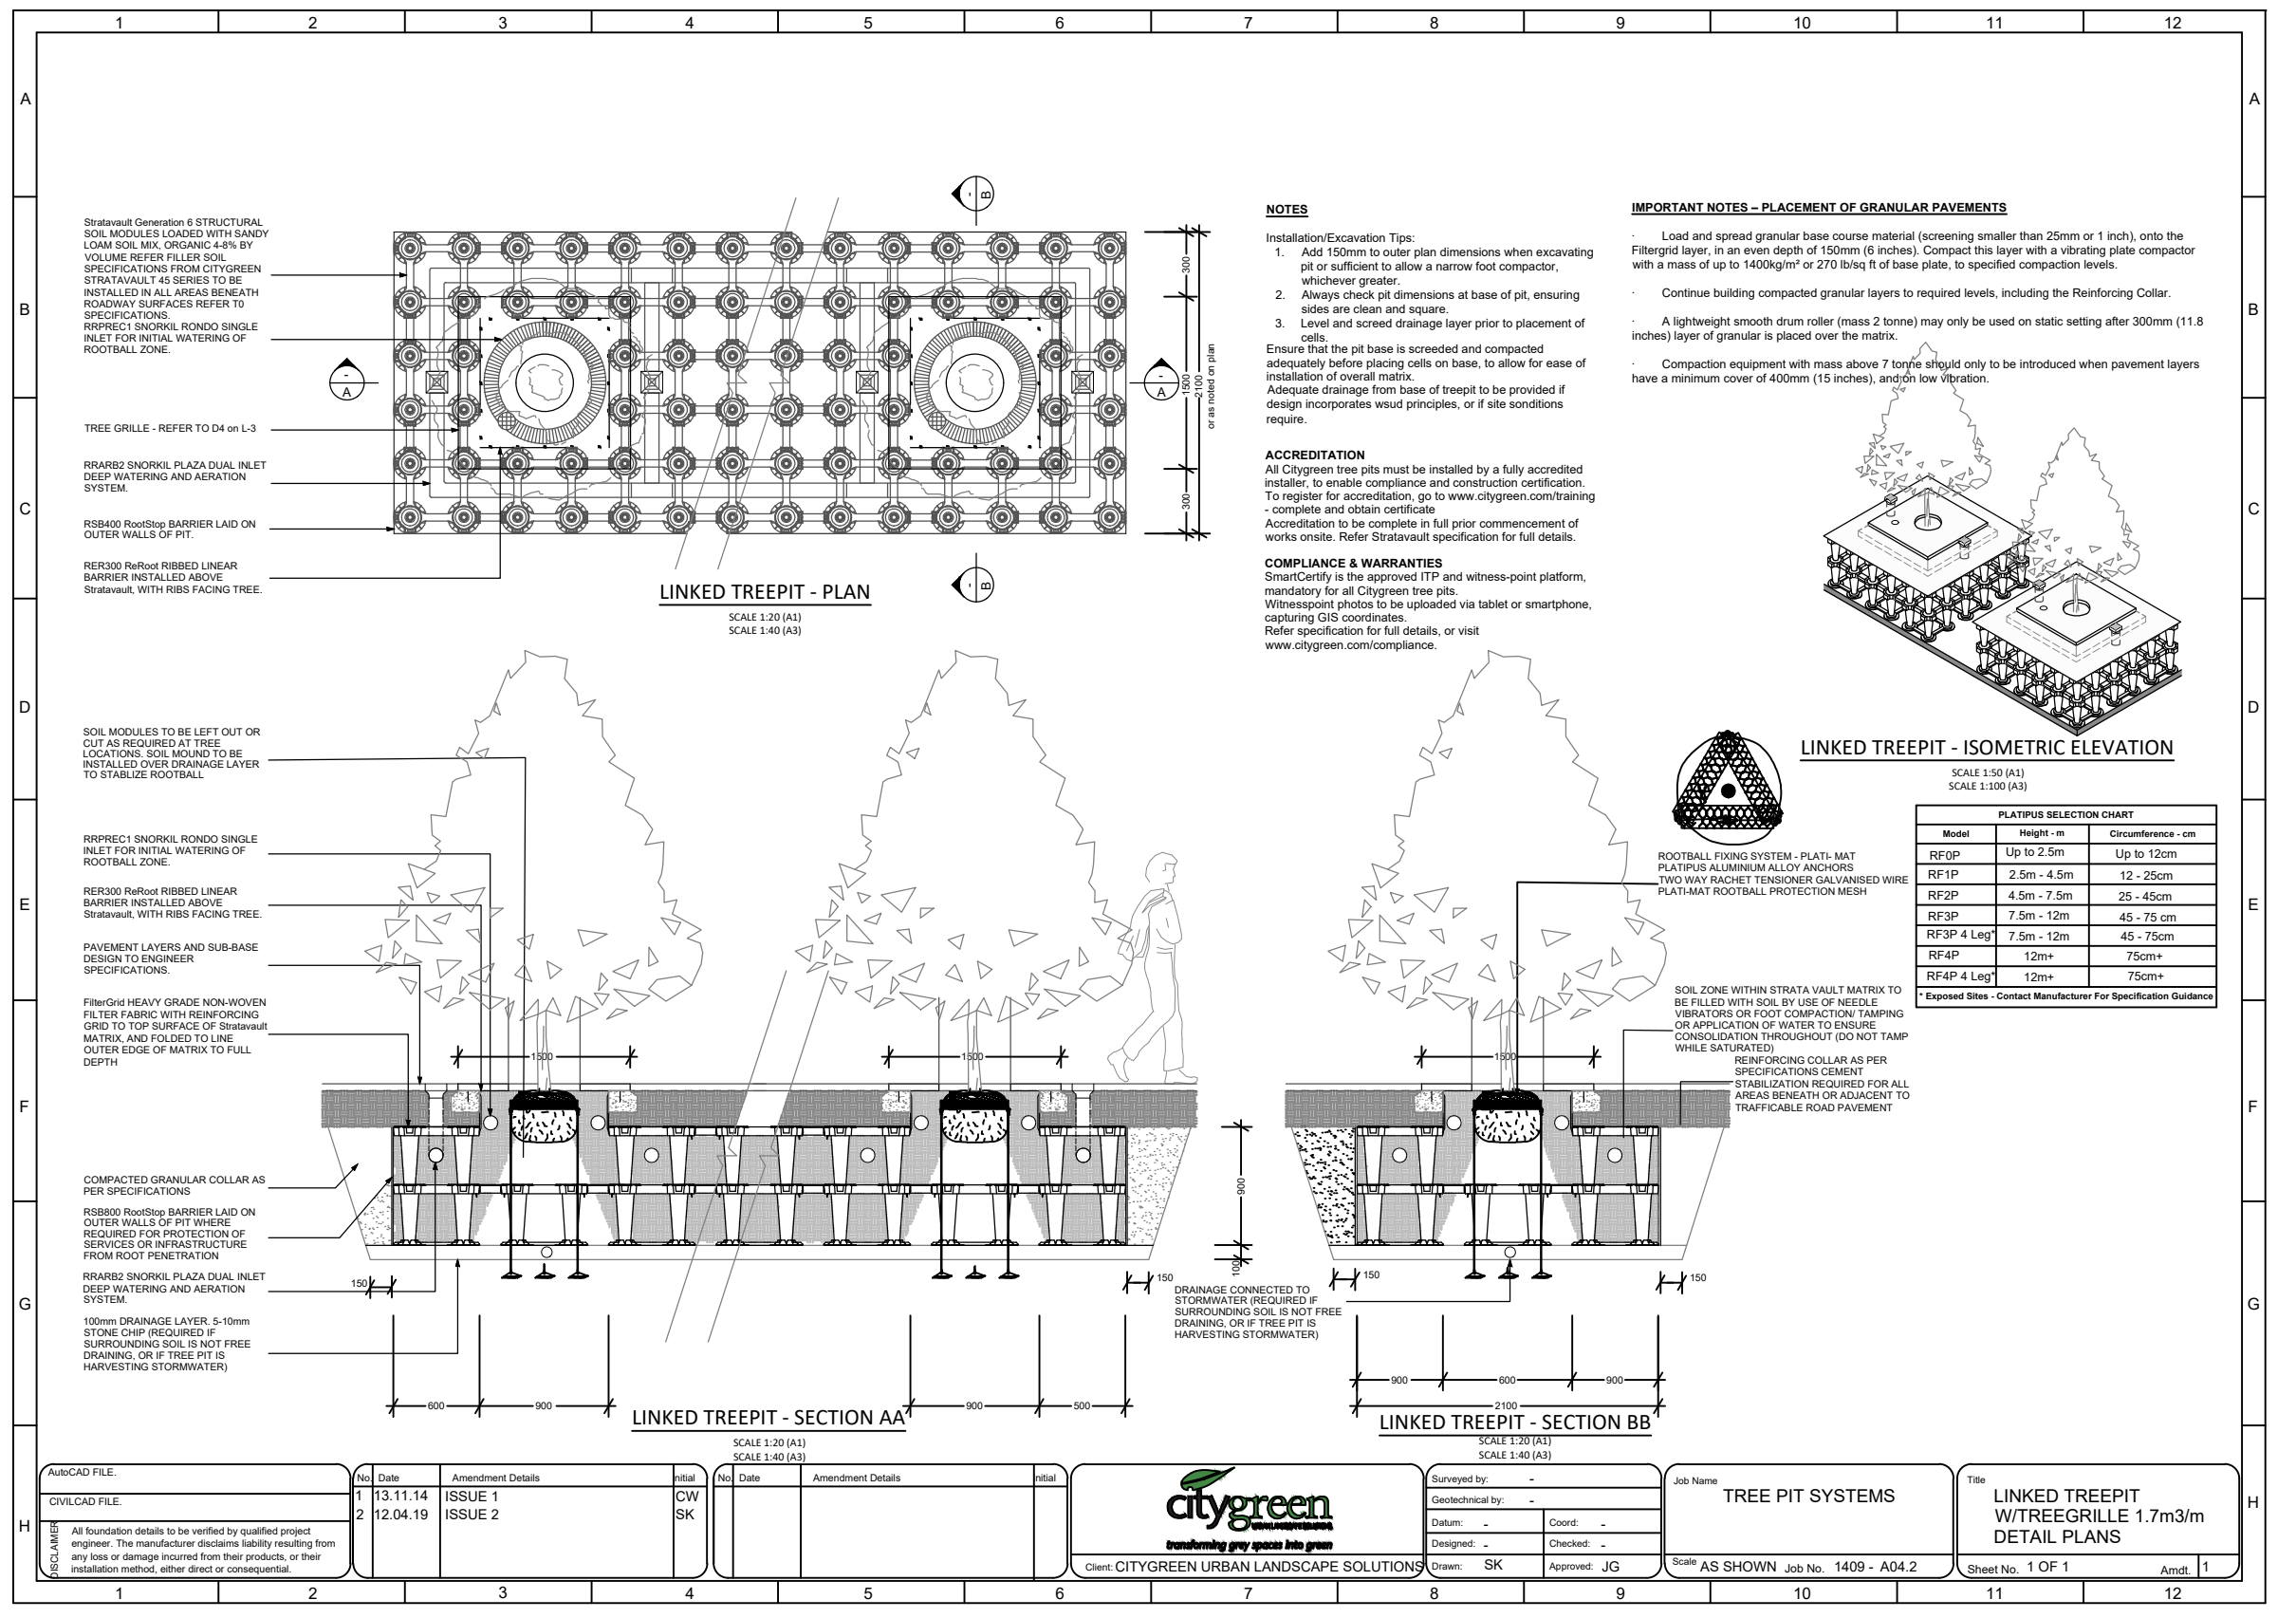 1 2 3 4 5 6 7 8 9 10 11 12
A A
B B
C C
D D
E E
F F
G G
H H
Stratavault Generation 6 STRUCTURAL
SOIL MODULES LOADED WITH SANDY
LOAM SOIL MIX, ORGANIC 4-8% BY
VOLUME REFER FILLER SOIL
SPECIFICATIONS FROM CITYGREEN
STRATAVAULT 45 SERIES TO BE
INSTALLED IN ALL AREAS BENEATH
ROADWAY SURFACES REFER T0
SPECIFICATIONS.
RRPREC1 SNORKIL RONDO SINGLE
INLET FOR INITIAL WATERING OF
ROOTBALL ZONE.
TREE GRILLE - REFER TO D4 on L-3
RRARB2 SNORKIL PLAZA DUAL INLET
DEEP WATERING AND AERATION
SYSTEM.
RSB400 RootStop BARRIER LAID ON
OUTER WALLS OF PIT.
RER300 ReRoot RIBBED LINEAR
BARRIER INSTALLED ABOVE
Stratavault, WITH RIBS FACING TREE.
-
B
-
A
-
A
-
B
300
1500
300
2100
or as noted on plan
LINKED TREEPIT - PLAN
SCALE 1:20 (A1)
SCALE 1:40 (A3)
NOTES
Installation/Excavation Tips:
1. Add 150mm to outer plan dimensions when excavating
pit or sufficient to allow a narrow foot compactor,
whichever greater.
2. Always check pit dimensions at base of pit, ensuring
sides are clean and square.
3. Level and screed drainage layer prior to placement of
cells.
Ensure that the pit base is screeded and compacted
adequately before placing cells on base, to allow for ease of
installation of overall matrix.
Adequate drainage from base of treepit to be provided if
design incorporates wsud principles, or if site sonditions
require.
ACCREDITATION
All Citygreen tree pits must be installed by a fully accredited
installer, to enable compliance and construction certification.
To register for accreditation, go to www.citygreen.com/training
- complete and obtain certificate
Accreditation to be complete in full prior commencement of
works onsite. Refer Stratavault specification for full details.
COMPLIANCE & WARRANTIES
SmartCertify is the approved ITP and witness-point platform,
mandatory for all Citygreen tree pits.
Witnesspoint photos to be uploaded via tablet or smartphone,
capturing GIS coordinates.
Refer specification for full details, or visit
www.citygreen.com/compliance.
IMPORTANT NOTES – PLACEMENT OF GRANULAR PAVEMENTS
· Load and spread granular base course material (screening smaller than 25mm or 1 inch), onto the
Filtergrid layer, in an even depth of 150mm (6 inches). Compact this layer with a vibrating plate compactor
with a mass of up to 1400kg/m² or 270 lb/sq ft of base plate, to specified compaction levels.
· Continue building compacted granular layers to required levels, including the Reinforcing Collar.
· A lightweight smooth drum roller (mass 2 tonne) may only be used on static setting after 300mm (11.8
inches) layer of granular is placed over the matrix.
· Compaction equipment with mass above 7 tonne should only to be introduced when pavement layers
have a minimum cover of 400mm (15 inches), and on low vibration.
LINKED TREEPIT - ISOMETRIC ELEVATION
SCALE 1:50 (A1)
SCALE 1:100 (A3)
SOIL MODULES TO BE LEFT OUT OR
CUT AS REQUIRED AT TREE
LOCATIONS. SOIL MOUND TO BE
INSTALLED OVER DRAINAGE LAYER
TO STABLIZE ROOTBALL
RRPREC1 SNORKIL RONDO SINGLE
INLET FOR INITIAL WATERING OF
ROOTBALL ZONE.
RER300 ReRoot RIBBED LINEAR
BARRIER INSTALLED ABOVE
Stratavault, WITH RIBS FACING TREE.
PAVEMENT LAYERS AND SUB-BASE
DESIGN TO ENGINEER
SPECIFICATIONS.
FilterGrid HEAVY GRADE NON-WOVEN
FILTER FABRIC WITH REINFORCING
GRID TO TOP SURFACE OF Stratavault
MATRIX, AND FOLDED TO LINE
OUTER EDGE OF MATRIX TO FULL
DEPTH
COMPACTED GRANULAR COLLAR AS
PER SPECIFICATIONS
RSB800 RootStop BARRIER LAID ON
OUTER WALLS OF PIT WHERE
REQUIRED FOR PROTECTION OF
SERVICES OR INFRASTRUCTURE
FROM ROOT PENETRATION
RRARB2 SNORKIL PLAZA DUAL INLET
DEEP WATERING AND AERATION
SYSTEM.
100mm DRAINAGE LAYER. 5-10mm
STONE CHIP (REQUIRED IF
SURROUNDING SOIL IS NOT FREE
DRAINING, OR IF TREE PIT IS
HARVESTING STORMWATER)
1500 1500
150 150
900
100
600 900 900 500
LINKED TREEPIT - SECTION AA
SCALE 1:20 (A1)
SCALE 1:40 (A3)
DRAINAGE CONNECTED TO
STORMWATER (REQUIRED IF
SURROUNDING SOIL IS NOT FREE
DRAINING, OR IF TREE PIT IS
HARVESTING STORMWATER)
1500
150 150
900 600 900
2100
LINKED TREEPIT - SECTION BB
SCALE 1:20 (A1)
SCALE 1:40 (A3)
ROOTBALL FIXING SYSTEM - PLATI- MAT
PLATIPUS ALUMINIUM ALLOY ANCHORS
TWO WAY RACHET TENSIONER GALVANISED WIRE
PLATI-MAT ROOTBALL PROTECTION MESH
SOIL ZONE WITHIN STRATA VAULT MATRIX TO
BE FILLED WITH SOIL BY USE OF NEEDLE
VIBRATORS OR FOOT COMPACTION/ TAMPING
OR APPLICATION OF WATER TO ENSURE
CONSOLIDATION THROUGHOUT (DO NOT TAMP
WHILE SATURATED)
REINFORCING COLLAR AS PER
SPECIFICATIONS CEMENT
STABILIZATION REQUIRED FOR ALL
AREAS BENEATH OR ADJACENT TO
TRAFFICABLE ROAD PAVEMENT
PLATIPUS SELECTION CHART
Model Height - m Circumference - cm
RF0P Up to 2.5m Up to 12cm
RF1P 2.5m - 4.5m 12 - 25cm
RF2P 4.5m - 7.5m 25 - 45cm
RF3P 7.5m - 12m 45 - 75 cm
RF3P 4 Leg* 7.5m - 12m 45 - 75cm
RF4P 12m+ 75cm+
RF4P 4 Leg* 12m+ 75cm+
* Exposed Sites - Contact Manufacturer For Specification Guidance
AutoCAD FILE.
CIVILCAD FILE.
DISCLAIMER
All foundation details to be verified by qualified project
engineer. The manufacturer disclaims liability resulting from
any loss or damage incurred from their products, or their
installation method, either direct or consequential.
No. Date Amendment Details nitial
1 13.11.14 ISSUE 1 CW
2 12.04.19 ISSUE 2 SK
No. Date Amendment Details nitial
citygreen
transforming grey spaces into green
Client: CITYGREEN URBAN LANDSCAPE SOLUTIONS
Surveyed by: -
Geotechnical by: -
Datum: - Coord: -
Designed: - Checked: -
Drawn: SK Approved: JG
Job Name
TREE PIT SYSTEMS
Scale AS SHOWN Job No. 1409 - A04.2
Title
LINKED TREEPIT
W/TREEGRILLE 1.7m3/m
DETAIL PLANS
Sheet No. 1 OF 1 Amdt. 1
1 2 3 4 5 6 7 8 9 10 11 12